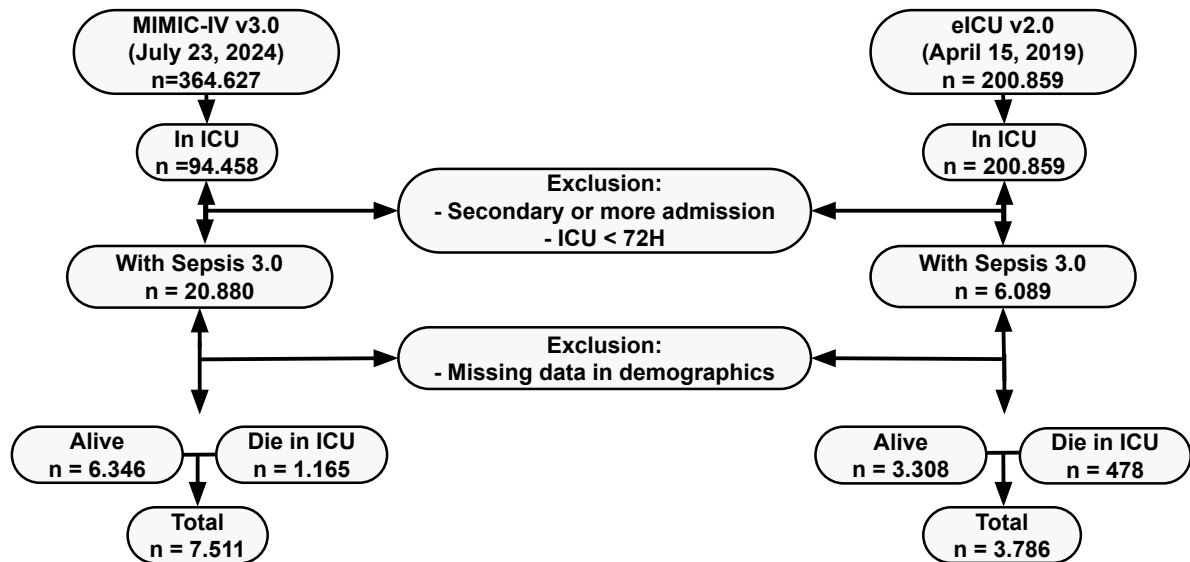 MIMIC-IV v3.0
(July 23, 2024)
n=364.627
eICU v2.0
(April 15, 2019)
n = 200.859
In ICU
n =94.458
In ICU
n = 200.859
Exclusion:
- Secondary or more admission
- ICU < 72H
With Sepsis 3.0
n = 20.880
With Sepsis 3.0
n = 6.089
Exclusion:
- Missing data in demographics
Alive
n = 6.346
Die in ICU
n = 1.165
Alive
n = 3.308
Die in ICU
n = 478
Total
n = 7.511
Total
n = 3.786